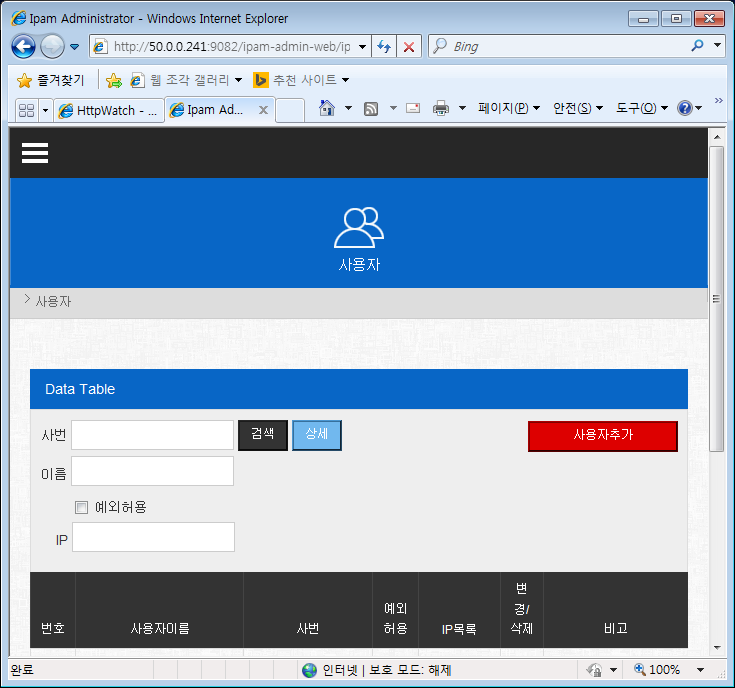 Ipam Administrator - Windows Internet Explorer
http://50.0.0.241:9082/ipam-admin-web/ip
Bing
즐겨찾기 웹 조각 갤러리 추천 사이트
HttpWatch - ... Ipam Ad... 페이지(P) 안전(S) 도구(O)
사용자
사용자
Data Table
사번 검색 상세 사용자추가
이름
예외허용
IP
번호 사용자이름 사번 예외 허용 IP목록 변경/삭제 비고
완료 인터넷 | 보호 모드: 해제 100%